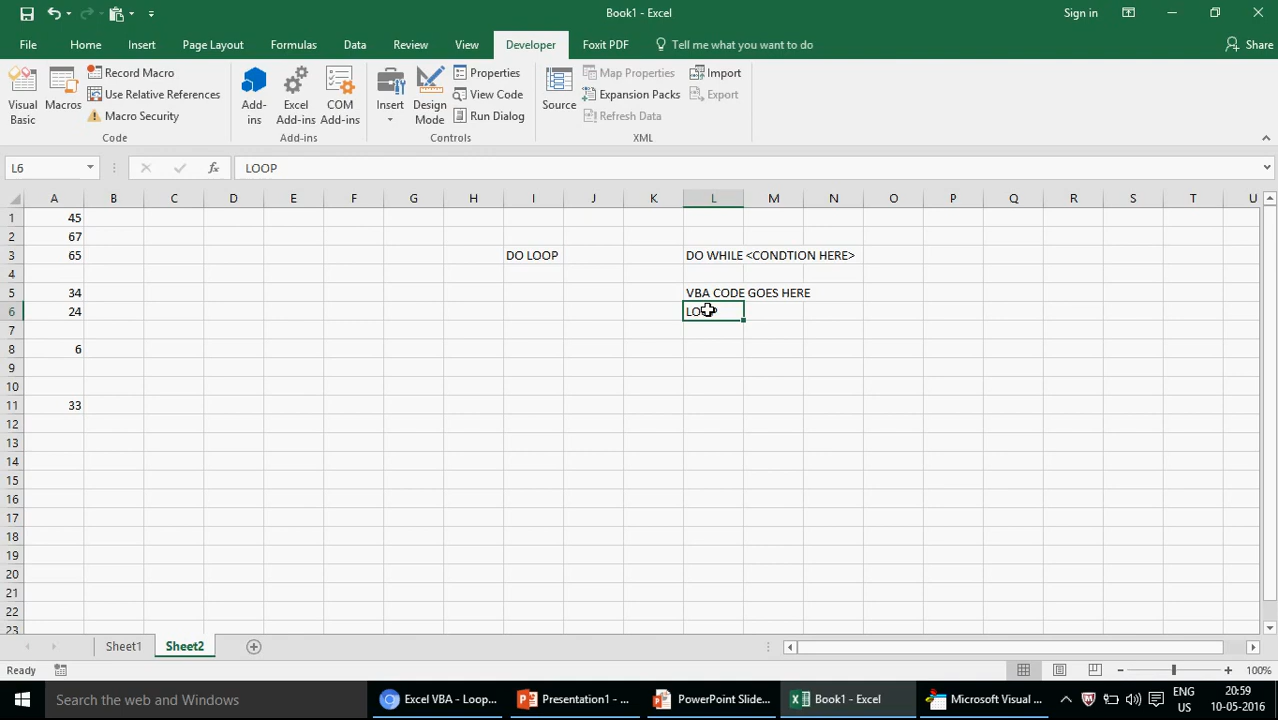 Book1 - Excel
Sign in
File Home Insert Page Layout Formulas Data Review View Developer Foxit PDF Tell me what you want to do Share
Visual Basic
Macros
Record Macro
Use Relative References
Macro Security
Code
Add-ins
Excel Add-ins
COM Add-ins
Add-ins
Insert
Design Mode
Properties
View Code
Run Dialog
Controls
Source
Map Properties
Expansion Packs
Refresh Data
Import
Export
XML
L6
fx
LOOP
A B C D E F G H I J K L M N O P Q R S T U
1 45
2 67
3 65 DO LOOP DO WHILE <CONDTION HERE>
4
5 34 VBA CODE GOES HERE
6 24
7
8 6
9
10
11 33
12
13
14
15
16
17
18
19
20
21
22
23
Sheet1 Sheet2
Ready
100%
Search the web and Windows
Excel VBA - Loop...
Presentation1 - ...
PowerPoint Slide...
Book1 - Excel
Microsoft Visual ...
ENG
US
20:59
10-05-2016